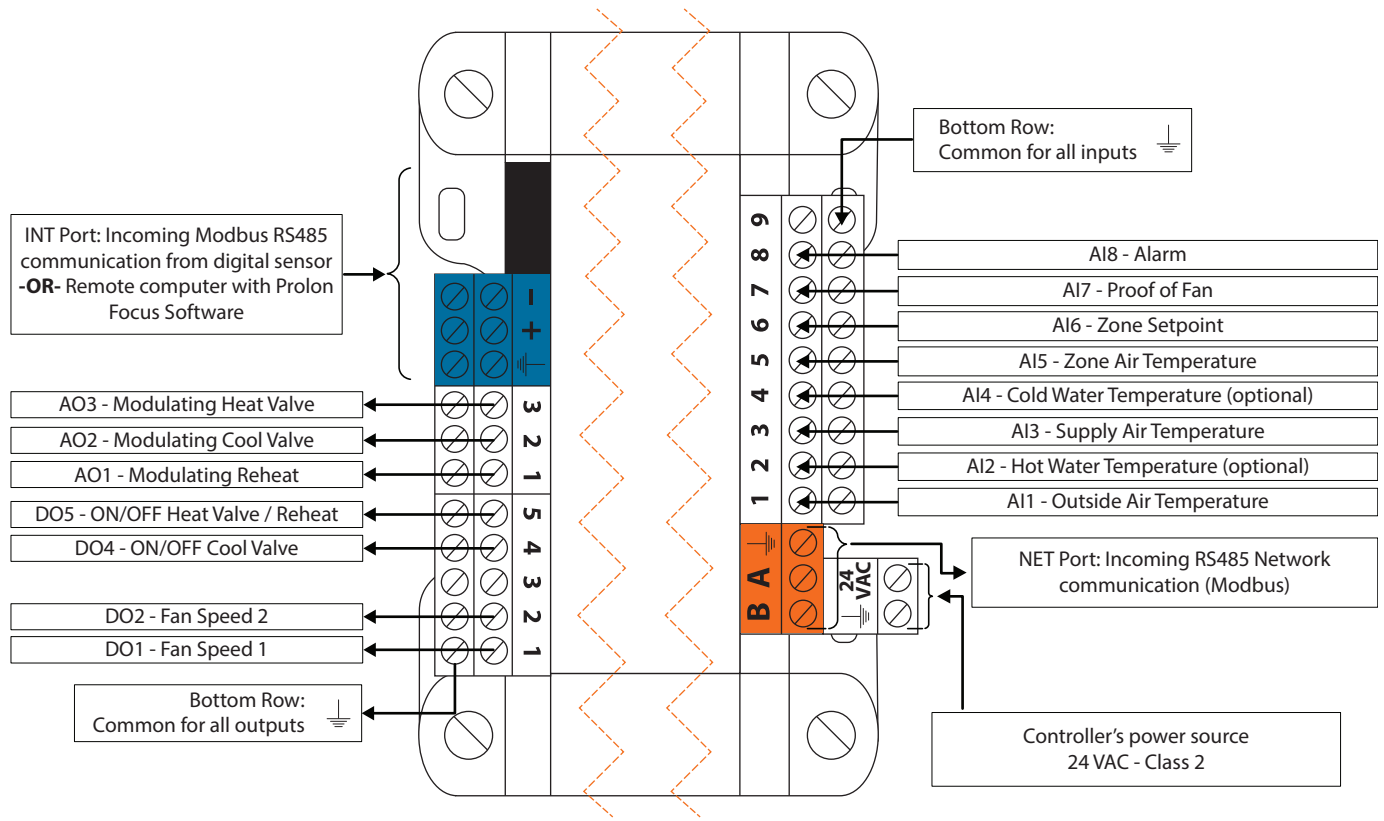 Bottom Row:
Common for all inputs
INT Port: Incoming Modbus RS485
communication from digital sensor
-OR- Remote computer with Prolon
Focus Software
-
+
AO3 - Modulating Heat Valve
3
AO2 - Modulating Cool Valve
2
AO1 - Modulating Reheat
1
DO5 - ON/OFF Heat Valve / Reheat
5
DO4 - ON/OFF Cool Valve
4
3
DO2 - Fan Speed 2
2
DO1 - Fan Speed 1
1
Bottom Row:
Common for all outputs
9
8
AI8 - Alarm
7
AI7 - Proof of Fan
6
AI6 - Zone Setpoint
5
AI5 - Zone Air Temperature
4
AI4 - Cold Water Temperature (optional)
3
AI3 - Supply Air Temperature
2
AI2 - Hot Water Temperature (optional)
1
AI1 - Outside Air Temperature
A
B
24
VAC
NET Port: Incoming RS485 Network
communication (Modbus)
Controller's power source
24 VAC - Class 2